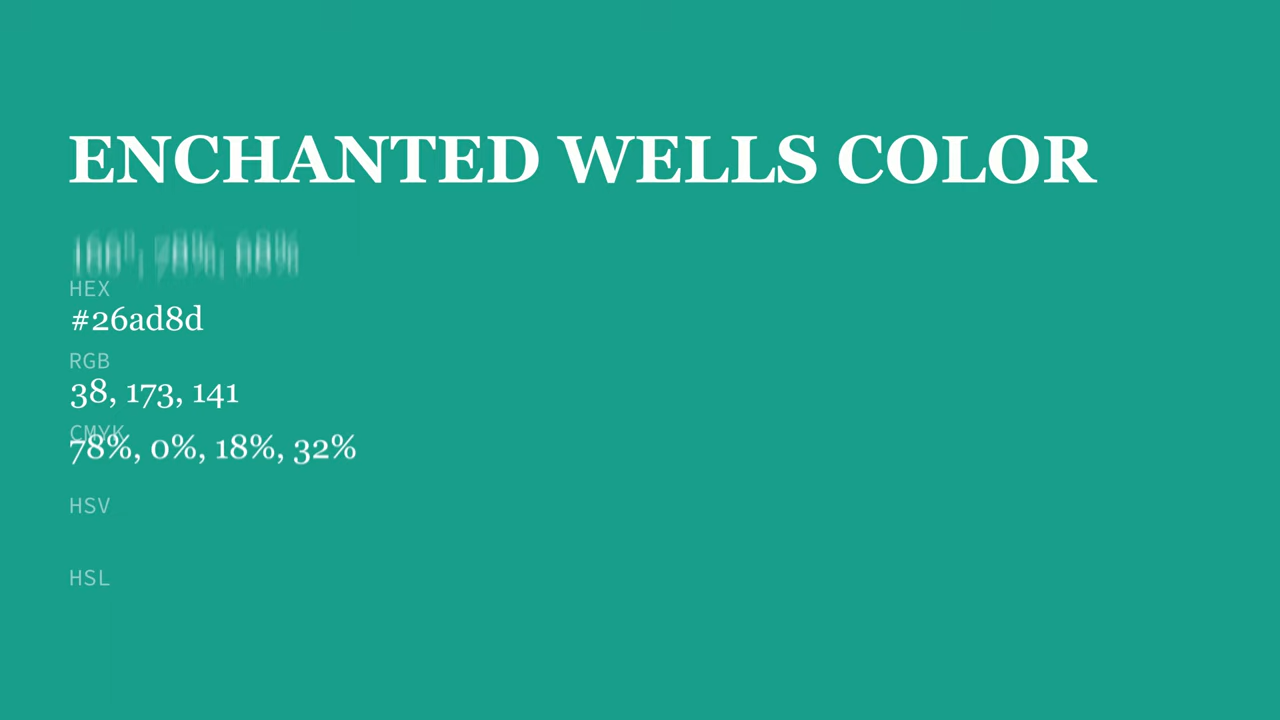 ENCHANTED WELLS COLOR
HEX
#26ad8d
RGB
38, 173, 141
CMYK
78%, 0%, 18%, 32%
HSV
HSL